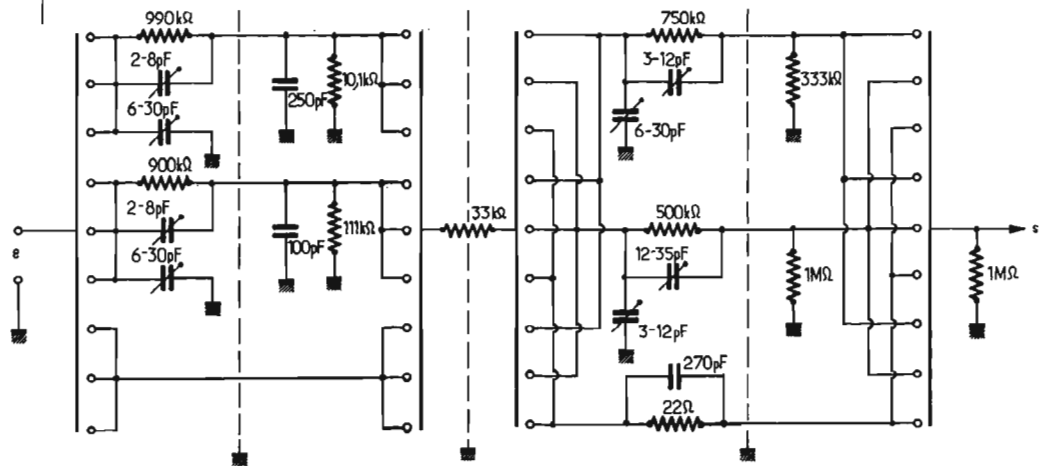 990kΩ
2-8pF
6-30pF
250pF
10,1kΩ
900kΩ
2-8pF
6-30pF
100pF
111kΩ
e
33kΩ
750kΩ
3-12pF
6-30pF
333kΩ
500kΩ
12-35pF
3-12pF
1MΩ
270pF
22Ω
s
1MΩ